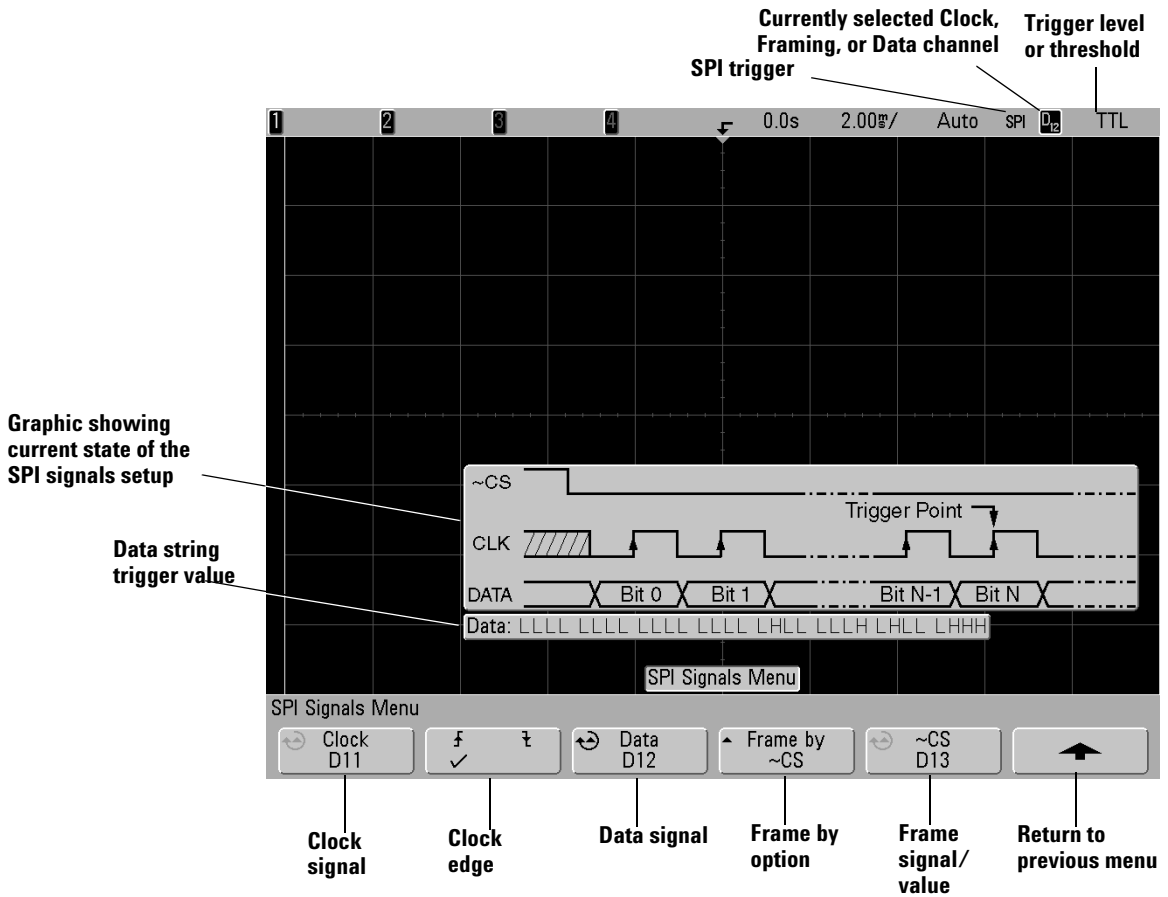 Currently selected Clock,
Framing, or Data channel
Trigger level
or threshold
SPI trigger
1 2 3 4 0.0s 2.00ms/ Auto SPI D12 TTL
Graphic showing
current state of the
SPI signals setup
~CS
Trigger Point
CLK
DATA Bit 0 Bit 1 Bit N-1 Bit N
Data string
trigger value
Data: LLLL LLLL LLLL LLLL LHLL LLLH LHLL LHHH
SPI Signals Menu
SPI Signals Menu
Clock
D11
Data
D12
Frame by
~CS
~CS
D13
Clock
signal
Clock
edge
Data signal
Frame by
option
Frame
signal/
value
Return to
previous menu